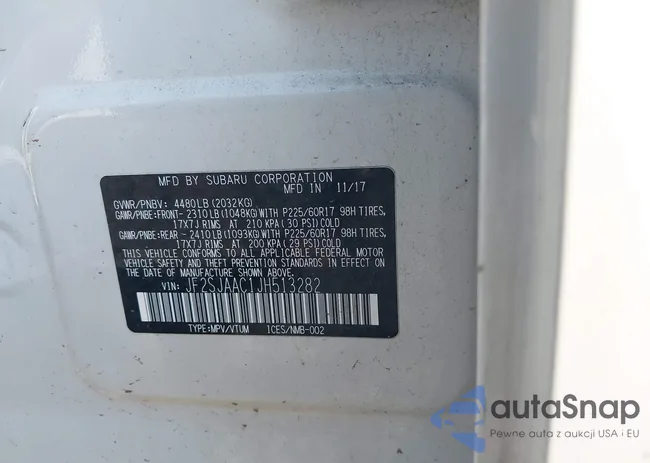 MFD BY SUBARU CORPORATION
MFD IN 11/17
GVWR/PNBV: 4480LB (2032KG)
GAWR/PNBE:FRONT- 2310LB(1048KG)WITH P225/60R17 98H TIRES,
17X7J RIMS AT 210 KPA (30 PSI) COLD
GAWR/PNBE:REAR - 2410LB(1093KG)WITH P225/60R17 98H TIRES,
17X7J RIMS AT 200 KPA (29 PSI) COLD
THIS VEHICLE CONFORMS TO ALL APPLICABLE FEDERAL MOTOR
VEHICLE SAFETY AND THEFT PREVENTION STANDARDS IN EFFECT
ON THE DATE OF MANUFACTURE SHOWN ABOVE.
VIN: JF2SJAAC1JH513282
TYPE:MPV/VTUM ICES/NMB-002
autaSnap
Pewne auta z aukcji USA i EU